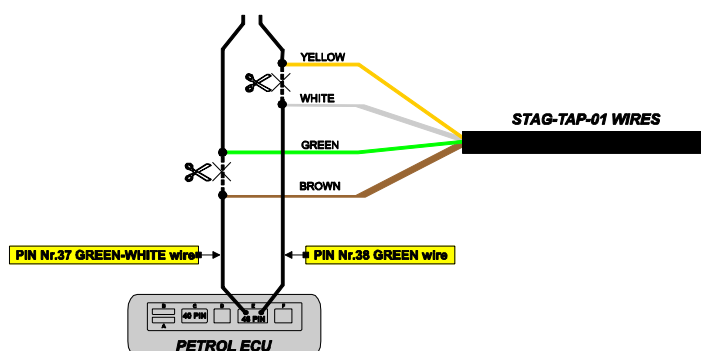 YELLOW
WHITE
STAG-TAP-01 WIRES
GREEN
BROWN
PIN Nr.37 GREEN-WHITE wire
PIN Nr.38 GREEN wire
B C D E F
40 PIN
48 PIN
A
PETROL ECU